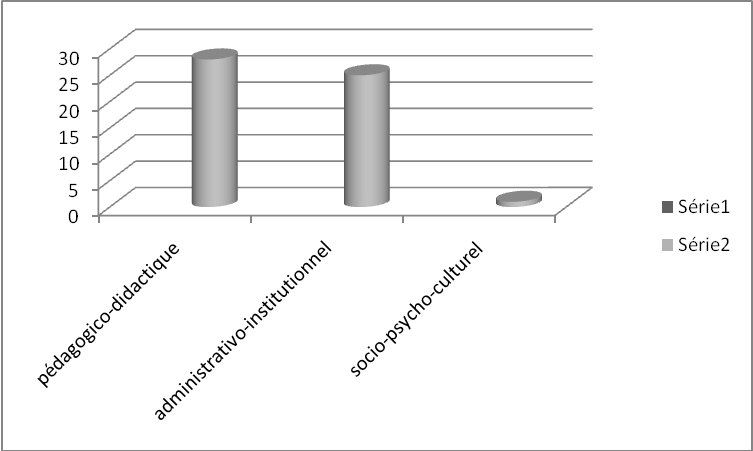 30
25
20
15
10
5
0
pédagogico-didactique
administrativo-institutionnel
socio-psycho-culturel
Série1
Série2